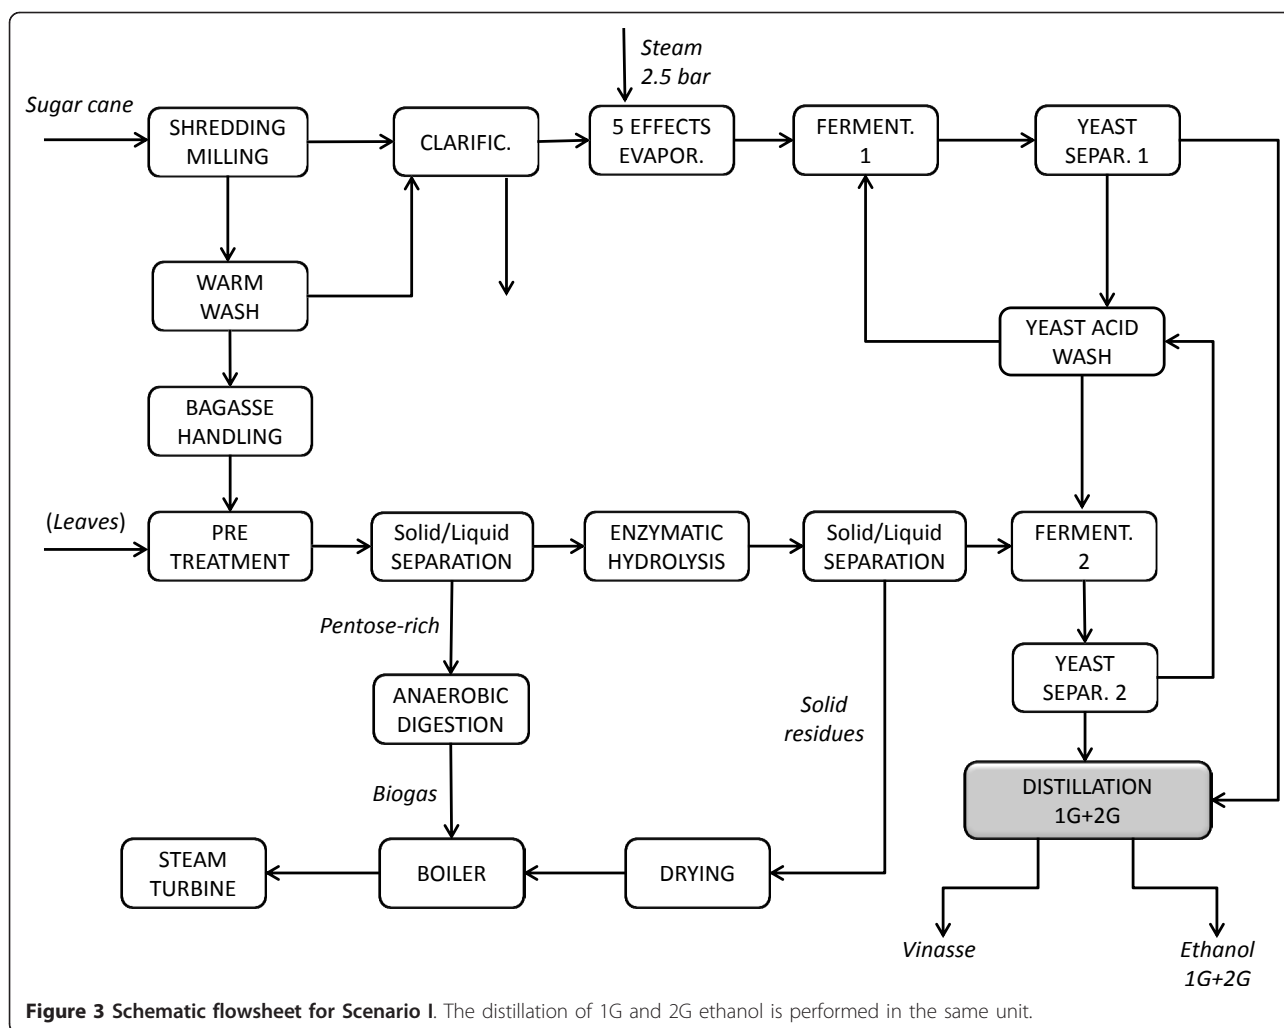 Steam
2.5 bar
Sugar cane
SHREDDING
MILLING
CLARIFIC.
5 EFFECTS
EVAPOR.
FERMENT.
1
YEAST
SEPAR. 1
WARM
WASH
YEAST ACID
WASH
BAGASSE
HANDLING
(Leaves)
PRE
TREATMENT
Solid/Liquid
SEPARATION
ENZYMATIC
HYDROLYSIS
Solid/Liquid
SEPARATION
FERMENT.
2
Pentose-rich
YEAST
SEPAR. 2
ANAEROBIC
DIGESTION
Solid
residues
Biogas
DISTILLATION
1G+2G
STEAM
TURBINE
BOILER
DRYING
Vinasse
Ethanol
1G+2G
Figure 3 Schematic flowsheet for Scenario I. The distillation of 1G and 2G ethanol is performed in the same unit.